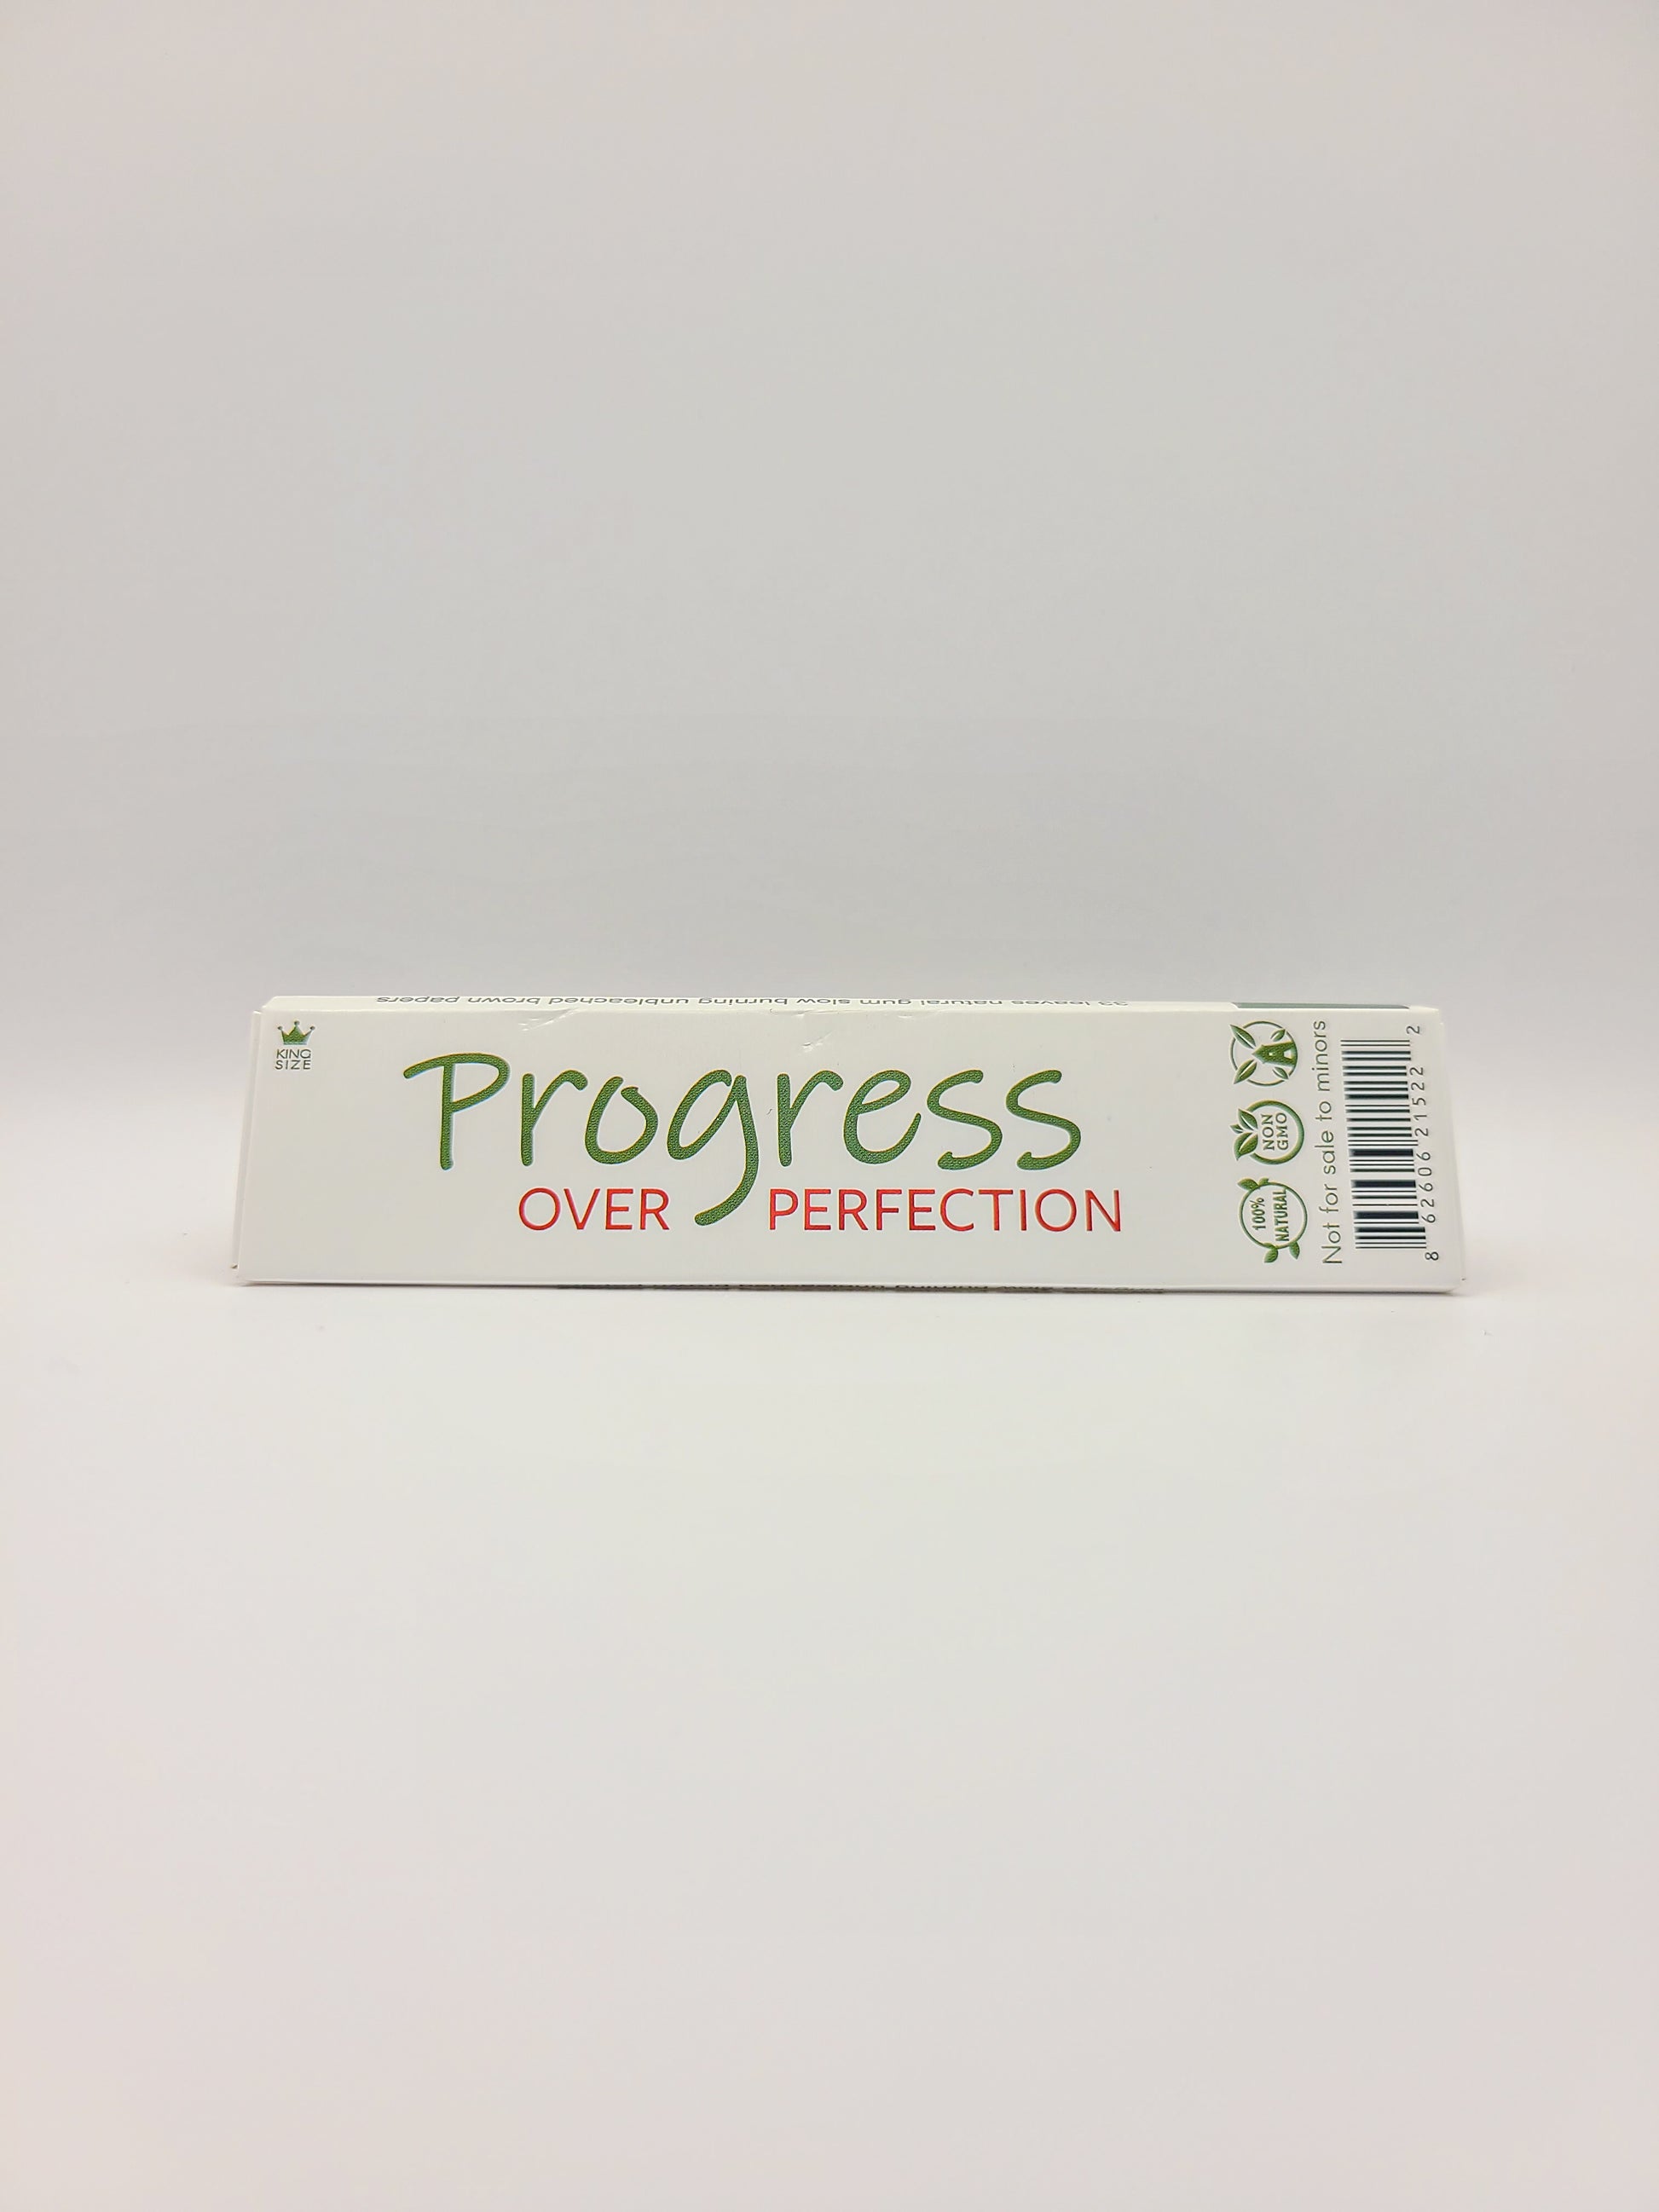 33 leaves natural gum slow burning unbleached brown papers
KING
SIZE
Progress
OVER PERFECTION
A
NON
GMO
100%
NATURAL
Not for sale to minors
8 62606 21522 2